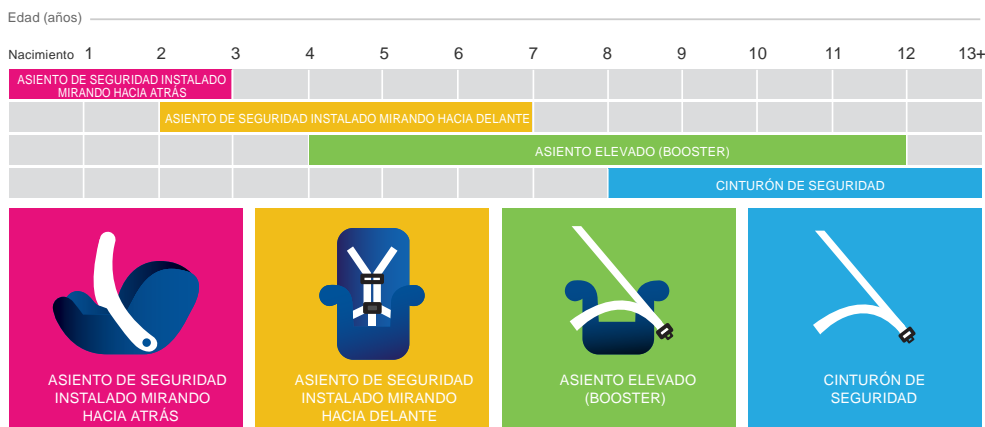 Edad (años)
Nacimiento 1 2 3 4 5 6 7 8 9 10 11 12 13+
ASIENTO DE SEGURIDAD INSTALADO
MIRANDO HACIA ATRÁS
ASIENTO DE SEGURIDAD INSTALADO MIRANDO HACIA DELANTE
ASIENTO ELEVADO (BOOSTER)
CINTURÓN DE SEGURIDAD
ASIENTO DE SEGURIDAD
INSTALADO MIRANDO
HACIA ATRÁS
ASIENTO DE SEGURIDAD
INSTALADO MIRANDO
HACIA DELANTE
ASIENTO ELEVADO
(BOOSTER)
CINTURÓN DE
SEGURIDAD